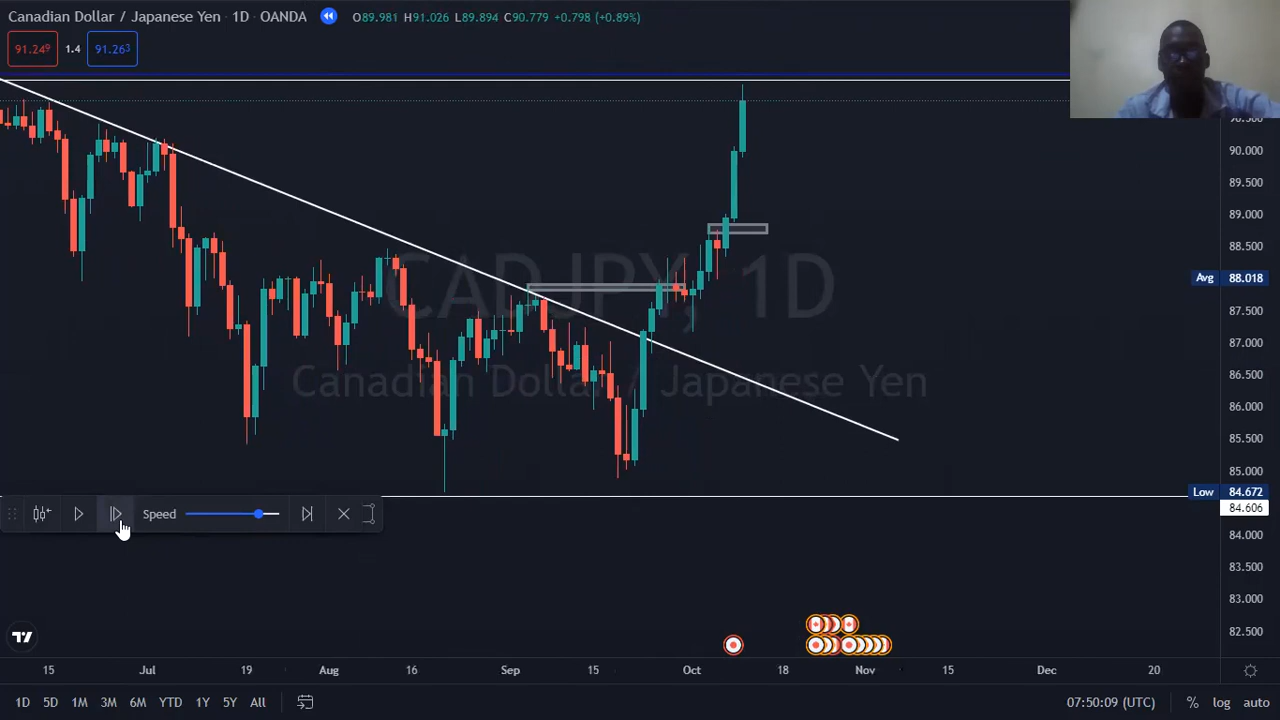 Canadian Dollar / Japanese Yen · 1D · OANDA
O89.981 H91.026 L89.894 C90.779 +0.798 (+0.89%)
91.249 1.4 91.263
90.500
90.000
89.500
89.000
88.500
Avg 88.018
87.500
87.000
86.500
86.000
85.500
85.000
Low 84.672
84.606
84.000
83.500
83.000
82.500
CADJPY, 1D
Canadian Dollar / Japanese Yen
Speed
15 Jul 19 Aug 16 Sep 15 Oct 18 Nov 15 Dec 20
1D 5D 1M 3M 6M YTD 1Y 5Y All
07:50:09 (UTC) % log auto